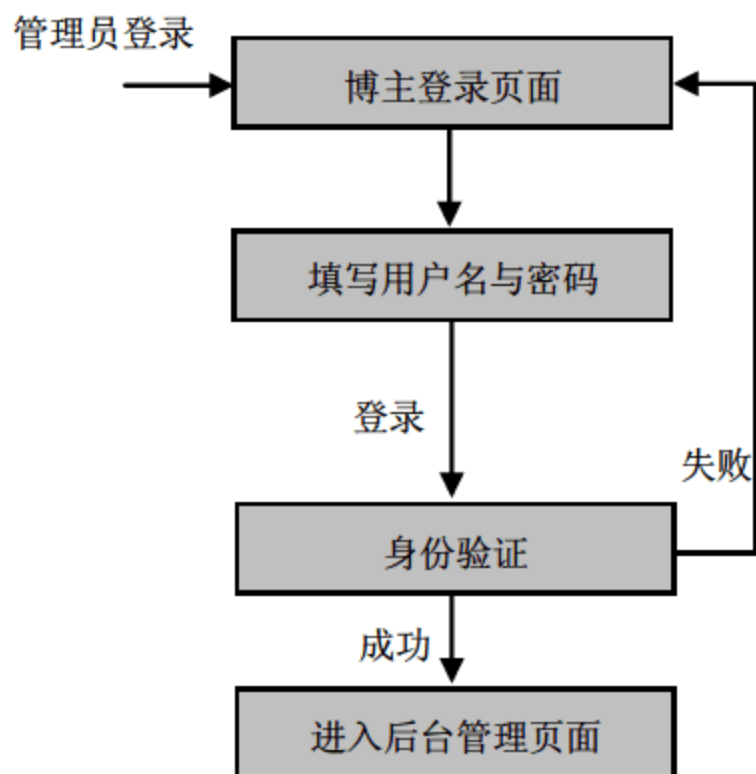 管理员登录
博主登录页面
填写用户名与密码
登录
失败
身份验证
成功
进入后台管理页面